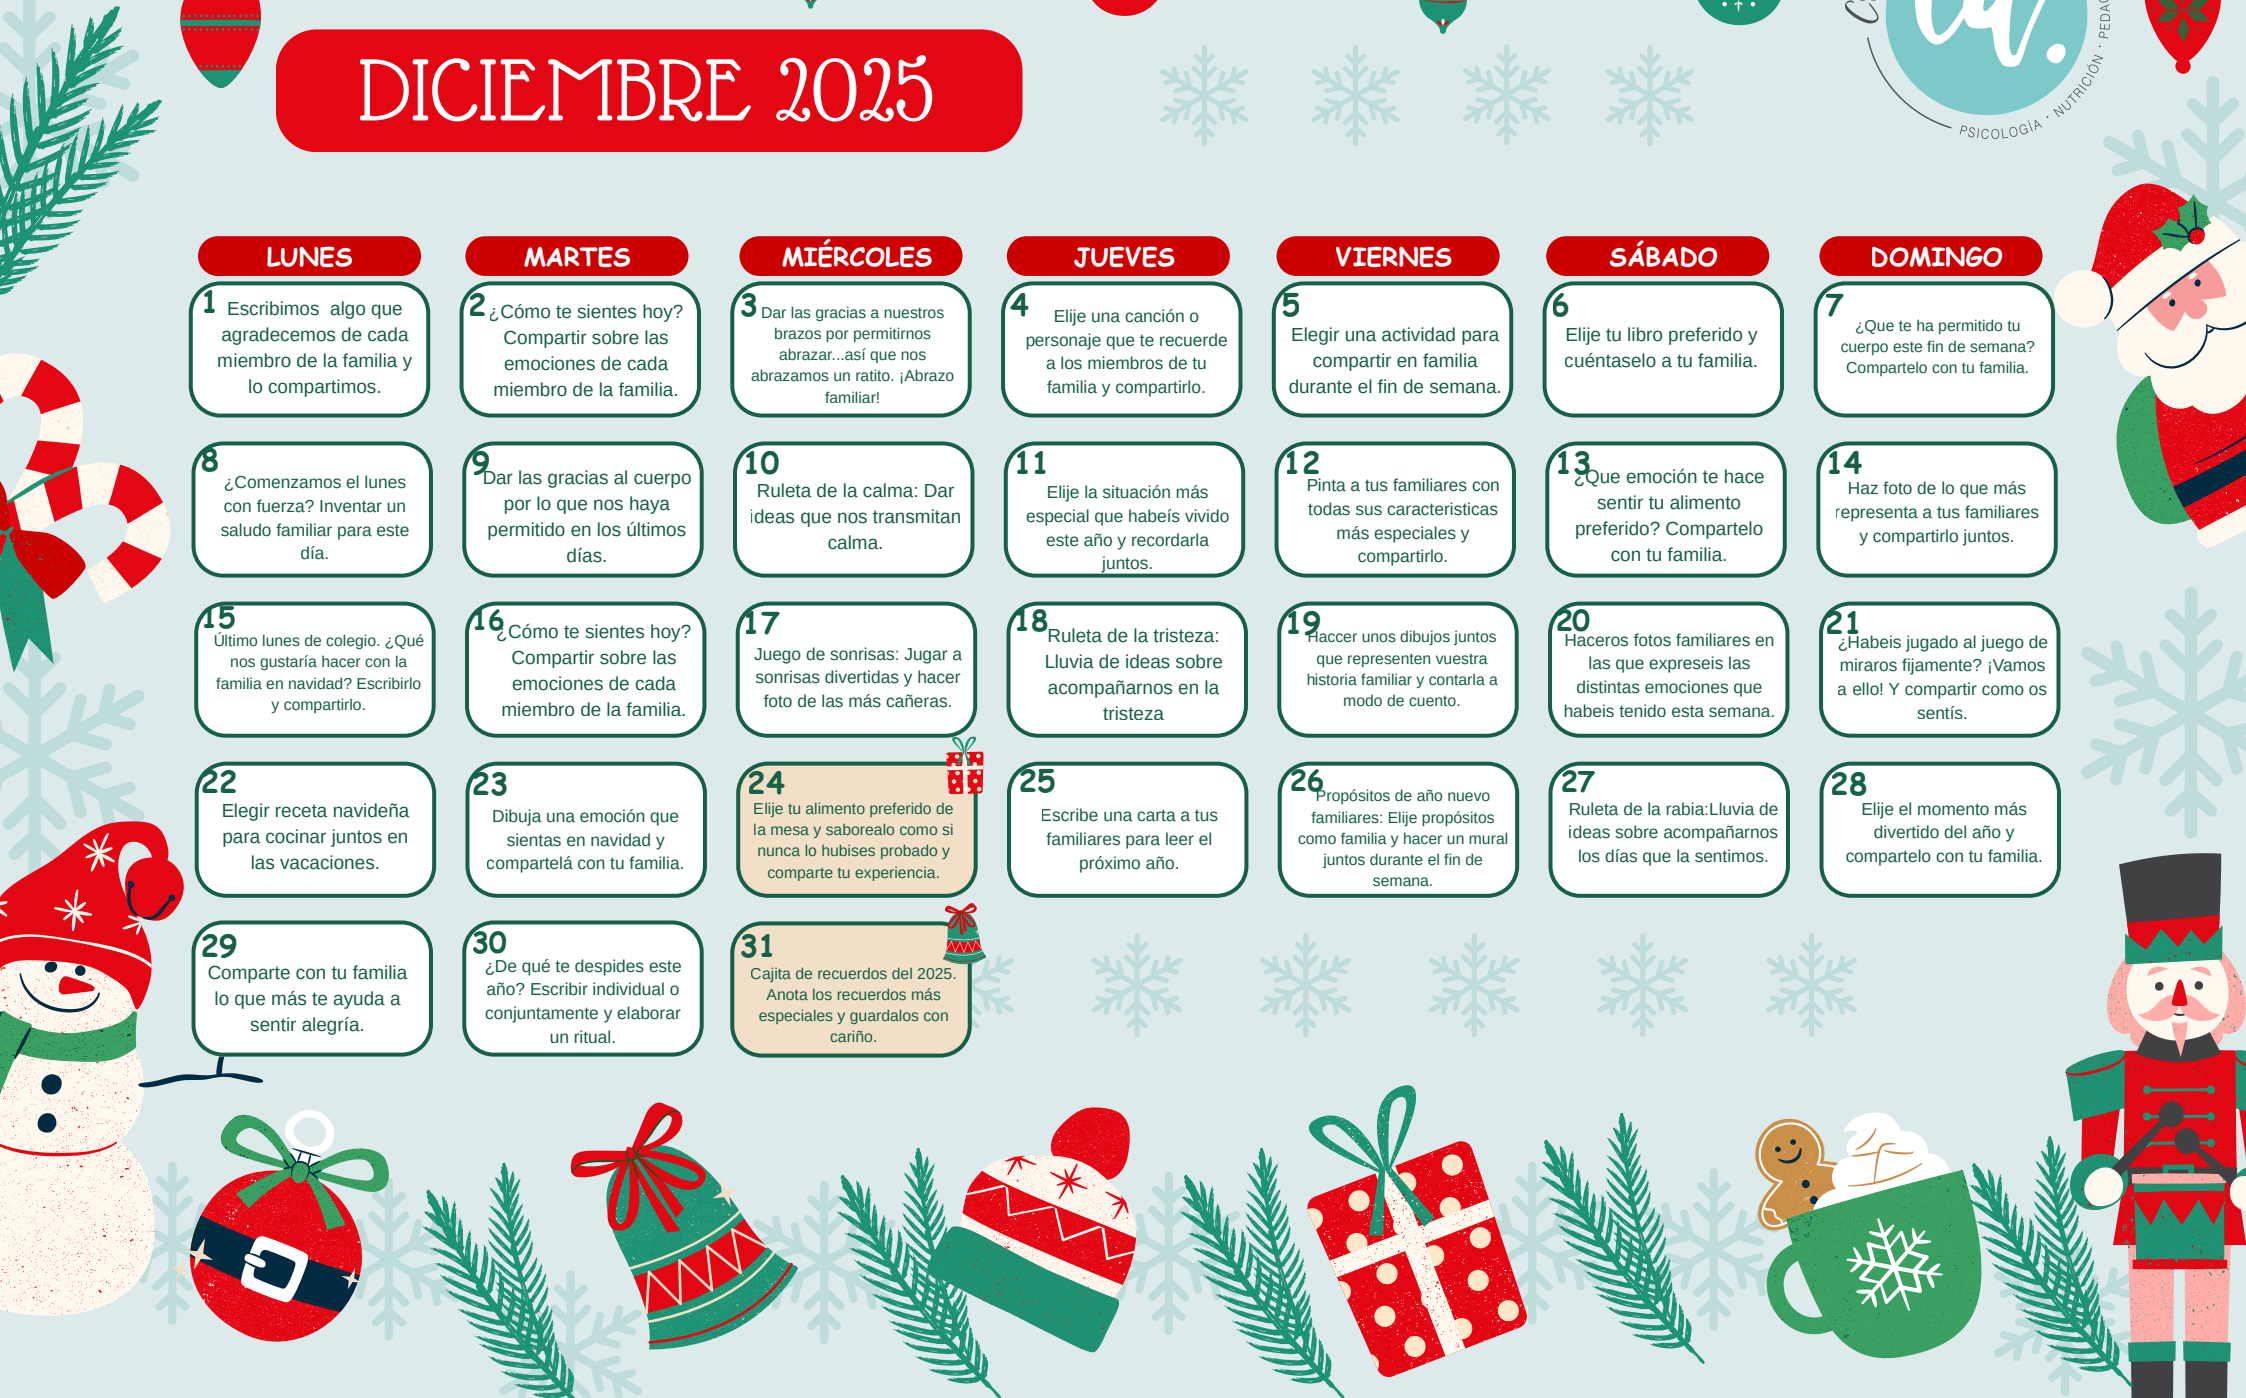 DICIEMBRE 2025
PSICOLOGÍA · NUTRICIÓN ·
LUNES
MARTES
MIÉRCOLES
JUEVES
VIERNES
SÁBADO
DOMINGO
1
Escribimos algo que
agradecemos de cada
miembro de la familia y
lo compartimos.
2
¿Cómo te sientes hoy?
Compartir sobre las
emociones de cada
miembro de la familia.
3
Dar las gracias a nuestros
brazos por permitirnos
abrazar...así que nos
abrazamos un ratito. ¡Abrazo
familiar!
4
Elije una canción o
personaje que te recuerde
a los miembros de tu
familia y compartirlo.
5
Elegir una actividad para
compartir en familia
durante el fin de semana.
6
Elije tu libro preferido y
cuéntaselo a tu familia.
7
¿Que te ha permitido tu
cuerpo este fin de semana?
Compartelo con tu familia.
8
¿Comenzamos el lunes
con fuerza? Inventar un
saludo familiar para este
día.
9
Dar las gracias al cuerpo
por lo que nos haya
permitido en los últimos
días.
10
Ruleta de la calma: Dar
ideas que nos transmitan
calma.
11
Elije la situación más
especial que habeís vivido
este año y recordarla
juntos.
12
Pinta a tus familiares con
todas sus caracteristicas
más especiales y
compartirlo.
13
¿Que emoción te hace
sentir tu alimento
preferido? Compartelo
con tu familia.
14
Haz foto de lo que más
representa a tus familiares
y compartirlo juntos.
15
Último lunes de colegio. ¿Qué
nos gustaría hacer con la
familia en navidad? Escribirlo
y compartirlo.
16
¿Cómo te sientes hoy?
Compartir sobre las
emociones de cada
miembro de la familia.
17
Juego de sonrisas: Jugar a
sonrisas divertidas y hacer
foto de las más cañeras.
18
Ruleta de la tristeza:
Lluvia de ideas sobre
acompañarnos en la
tristeza
19
Haccer unos dibujos juntos
que representen vuestra
historia familiar y contarla a
modo de cuento.
20
Haceros fotos familiares en
las que expreseis las
distintas emociones que
habeis tenido esta semana.
21
¿Habeis jugado al juego de
miraros fijamente? ¡Vamos
a ello! Y compartir como os
sentís.
22
Elegir receta navideña
para cocinar juntos en
las vacaciones.
23
Dibuja una emoción que
sientas en navidad y
compartelá con tu familia.
24
Elije tu alimento preferido de
la mesa y saborealo como si
nunca lo hubises probado y
comparte tu experiencia.
25
Escribe una carta a tus
familiares para leer el
próximo año.
26
Propósitos de año nuevo
familiares: Elije propósitos
como familia y hacer un mural
juntos durante el fin de
semana.
27
Ruleta de la rabia:Lluvia de
ideas sobre acompañarnos
los días que la sentimos.
28
Elije el momento más
divertido del año y
compartelo con tu familia.
29
Comparte con tu familia
lo que más te ayuda a
sentir alegría.
30
¿De qué te despides este
año? Escribir individual o
conjuntamente y elaborar
un ritual.
31
Cajita de recuerdos del 2025.
Anota los recuerdos más
especiales y guardalos con
cariño.